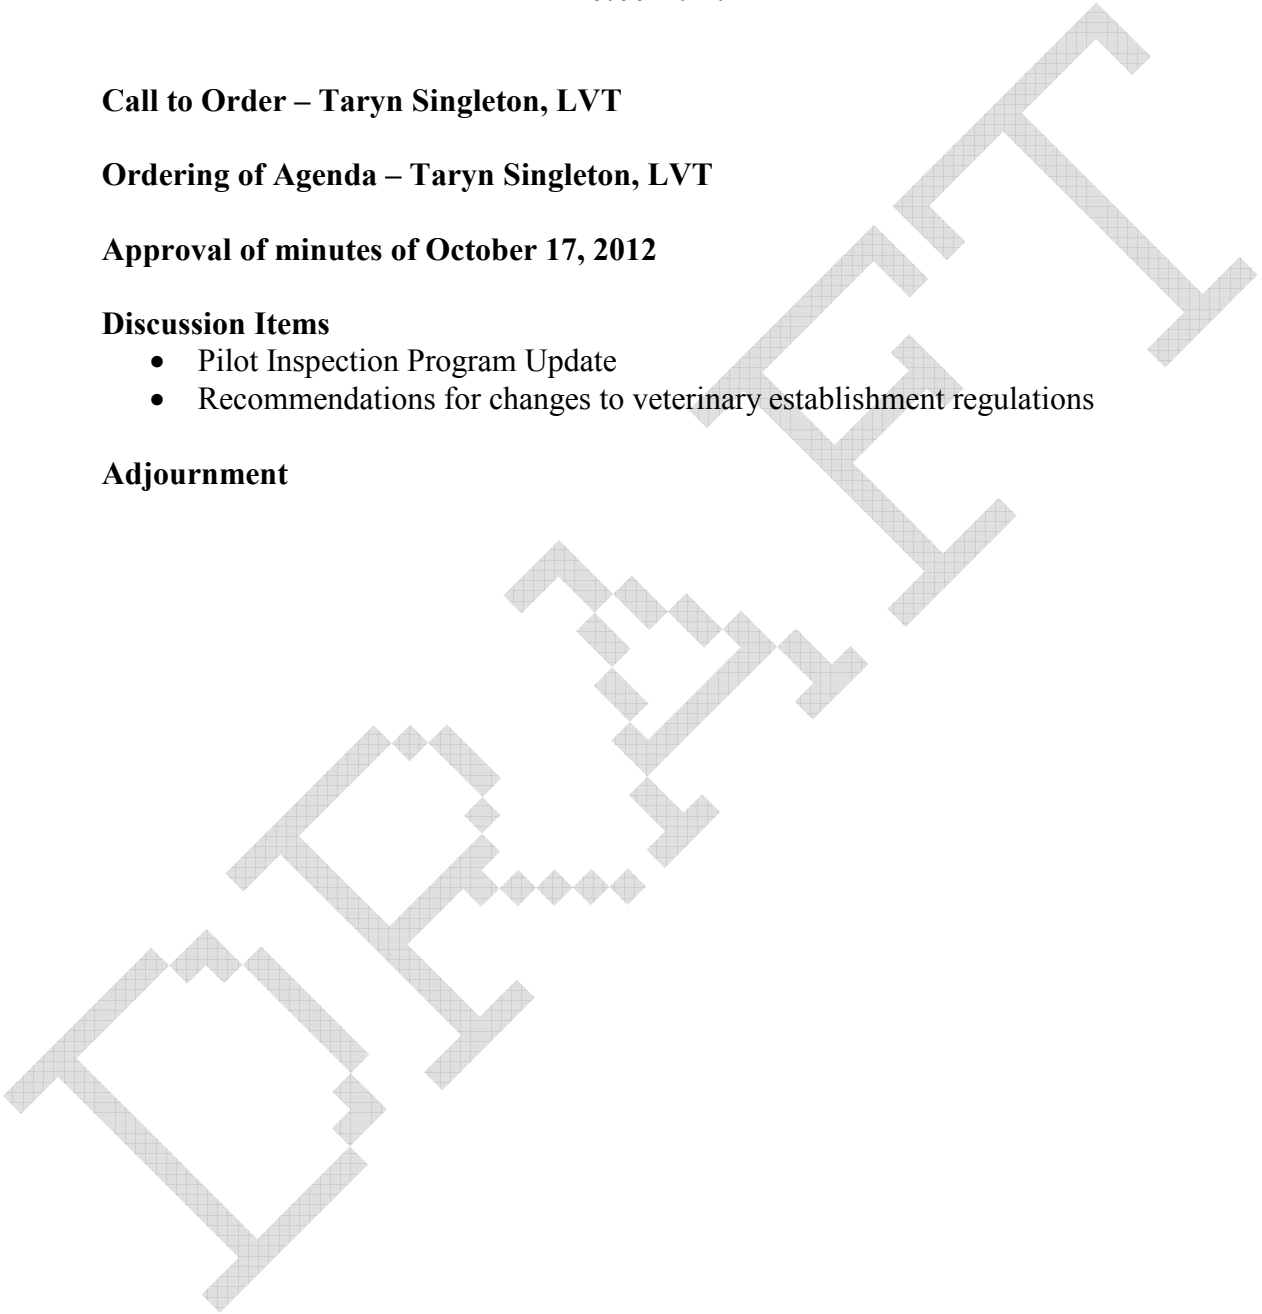 Call to Order – Taryn Singleton, LVT
Ordering of Agenda – Taryn Singleton, LVT
Approval of minutes of October 17, 2012
Discussion Items
• Pilot Inspection Program Update
• Recommendations for changes to veterinary establishment regulations
Adjournment
DRAFT